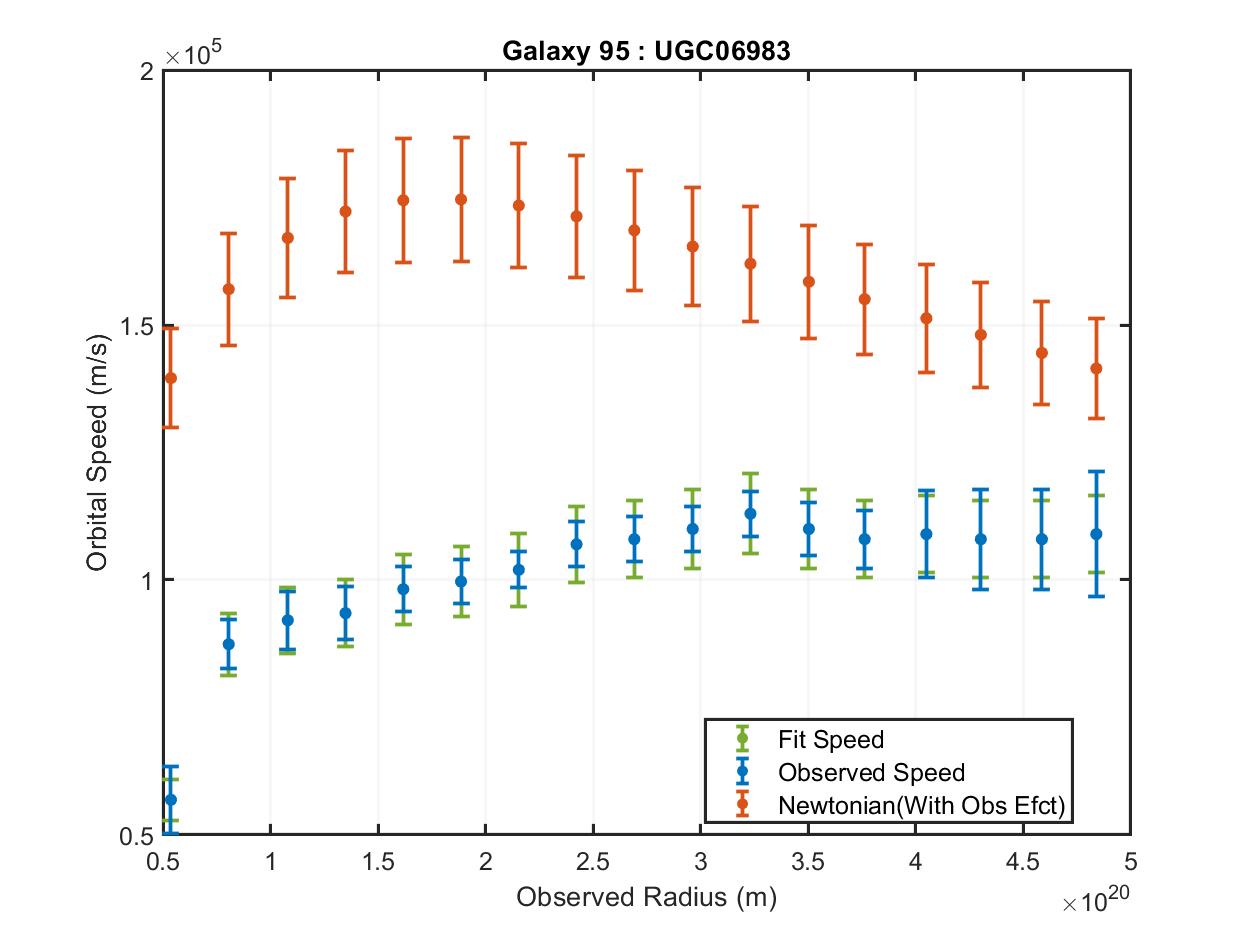 Galaxy 95 : UGC06983
×10^5
2
1.5
1
0.5
Orbital Speed (m/s)
0.5 1 1.5 2 2.5 3 3.5 4 4.5 5
Observed Radius (m)
×10^20
Fit Speed
Observed Speed
Newtonian(With Obs Efct)